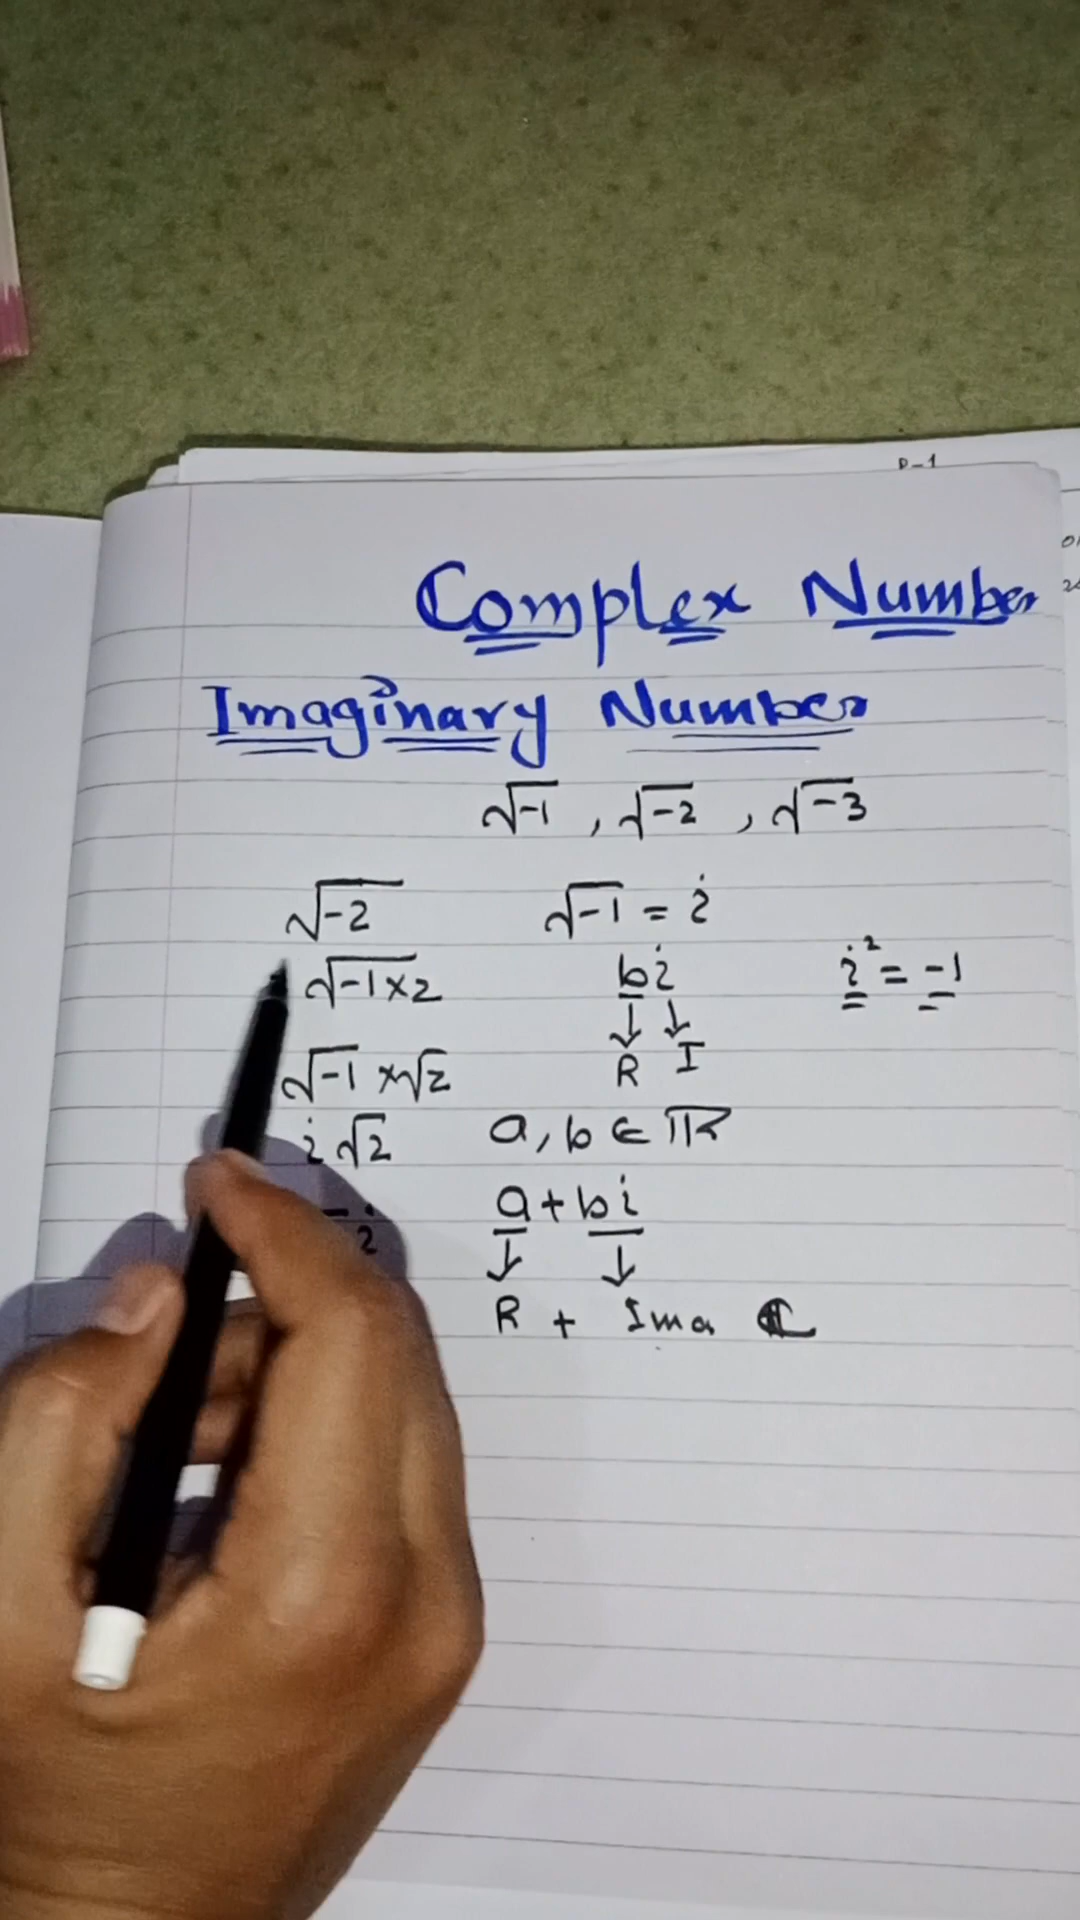 P-1
Complex Number
Imaginary Number
√-1 , √-2 , √-3
√-2 √-1 = i
√-1×2 bi i² = -1
↓ ↓
√-1 ×√2 R I
i√2 a, b ∈ ℝ
a + bi
i ↓ ↓
R + Ima ℂ